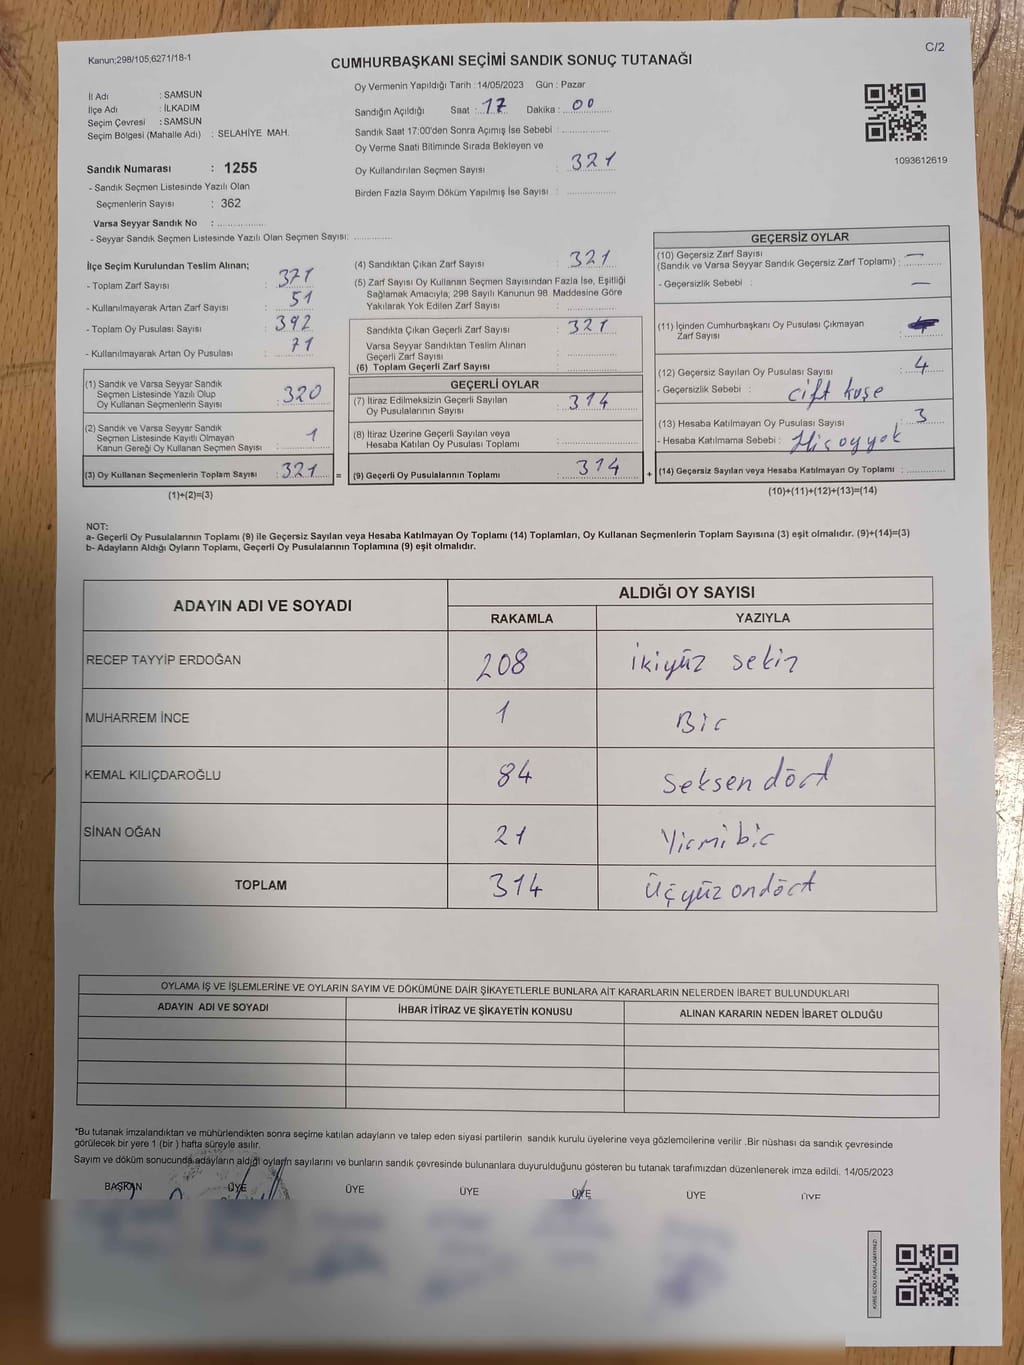 Kanun;298/105,6271/18-1
C/2
CUMHURBAŞKANI SEÇİMİ SANDIK SONUÇ TUTANAĞI
İl Adı : SAMSUN
İlçe Adı : İLKADIM
Seçim Çevresi : SAMSUN
Seçim Bölgesi (Mahalle Adı) : SELAHİYE MAH.
Sandık Numarası : 1255
- Sandık Seçmen Listesinde Yazılı Olan
Seçmenlerin Sayısı : 362
Varsa Seyyar Sandık No :
- Seyyar Sandık Seçmen Listesinde Yazılı Olan Seçmen Sayısı:
Oy Vermenin Yapıldığı Tarih : 14/05/2023 Gün : Pazar
Sandığın Açıldığı Saat : 17 Dakika : 00
Sandık Saat 17:00'den Sonra Açımış İse Sebebi :
Oy Verme Saati Bitiminde Sırada Bekleyen ve
Oy Kullandırılan Seçmen Sayısı : 321
Birden Fazla Sayım Döküm Yapılmış İse Sayısı :
1093612619
İlçe Seçim Kurulundan Teslim Alınan;
- Toplam Zarf Sayısı : 371
- Kullanılmayarak Artan Zarf Sayısı : 51
- Toplam Oy Pusulası Sayısı : 392
- Kullanılmayarak Artan Oy Pusulası : 71
(1) Sandık ve Varsa Seyyar Sandık
Seçmen Listesinde Yazılı Olup
Oy Kullanan Seçmenlerin Sayısı : 320
(2) Sandık ve Varsa Seyyar Sandık
Seçmen Listesinde Kayıtlı Olmayan
Kanun Gereği Oy Kullanan Seçmen Sayısı : 1
(3) Oy Kullanan Seçmenlerin Toplam Sayısı : 321 =
(1)+(2)=(3)
(4) Sandıktan Çıkan Zarf Sayısı : 321
(5) Zarf Sayısı Oy Kullanan Seçmen Sayısından Fazla İse, Eşitliği
Sağlamak Amacıyla; 298 Sayılı Kanunun 98. Maddesine Göre
Yakılarak Yok Edilen Zarf Sayısı :
Sandıkta Çıkan Geçerli Zarf Sayısı : 321
Varsa Seyyar Sandıktan Teslim Alınan
Geçerli Zarf Sayısı :
(6) Toplam Geçerli Zarf Sayısı :
GEÇERLİ OYLAR
(7) İtiraz Edilmeksizin Geçerli Sayılan
Oy Pusulalarının Sayısı : 314
(8) İtiraz Üzerine Geçerli Sayılan veya
Hesaba Katılan Oy Pusulası Toplamı :
(9) Geçerli Oy Pusulalarının Toplamı : 314 +
GEÇERSİZ OYLAR
(10) Geçersiz Zarf Sayısı
(Sandık ve Varsa Seyyar Sandık Geçersiz Zarf Toplamı) : —
- Geçersizlik Sebebi : —
(11) İçinden Cumhurbaşkanı Oy Pusulası Çıkmayan
Zarf Sayısı :
(12) Geçersiz Sayılan Oy Pusulası Sayısı : 4
- Geçersizlik Sebebi : çift kaşe
(13) Hesaba Katılmayan Oy Pusulası Sayısı : 3
- Hesaba Katılmama Sebebi : Hiç oy yok
(14) Geçersiz Sayılan veya Hesaba Katılmayan Oy Toplamı :
(10)+(11)+(12)+(13)=(14)
NOT:
a- Geçerli Oy Pusulalarının Toplamı (9) ile Geçersiz Sayılan veya Hesaba Katılmayan Oy Toplamı (14) Toplamları, Oy Kullanan Seçmenlerin Toplam Sayısına (3) eşit olmalıdır. (9)+(14)=(3)
b- Adayların Aldığı Oyların Toplamı, Geçerli Oy Pusulalarının Toplamına (9) eşit olmalıdır.
ADAYIN ADI VE SOYADI
ALDIĞI OY SAYISI
RAKAMLA YAZIYLA
RECEP TAYYİP ERDOĞAN 208 ikiyüz sekiz
MUHARREM İNCE 1 Bir
KEMAL KILIÇDAROĞLU 84 seksen dört
SİNAN OĞAN 21 Yirmi bir
TOPLAM 314 Üçyüz ondört
OYLAMA İŞ VE İŞLEMLERİNE VE OYLARIN SAYIM VE DÖKÜMÜNE DAİR ŞİKAYETLERLE BUNLARA AİT KARARLARIN NELERDEN İBARET BULUNDUKLARI
ADAYIN ADI VE SOYADI İHBAR İTİRAZ VE ŞİKAYETİN KONUSU ALINAN KARARIN NEDEN İBARET OLDUĞU
*Bu tutanak imzalandıktan ve mühürlendikten sonra seçime katılan adayların ve talep eden siyasi partilerin sandık kurulu üyelerine veya gözlemcilerine verilir .Bir nüshası da sandık çevresinde
görülecek bir yere 1 (bir ) hafta süreyle asılır.
Sayım ve döküm sonucunda adayların aldığı oyların sayılarını ve bunların sandık çevresinde bulunanlara duyurulduğunu gösteren bu tutanak tarafımızdan düzenlenerek imza edildi. 14/05/2023
BAŞKAN ÜYE ÜYE ÜYE ÜYE ÜYE ÜYE